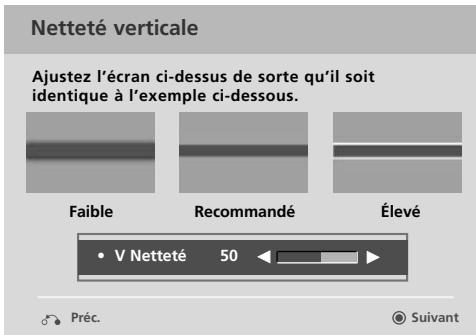 Netteté verticale
Ajustez l'écran ci-dessus de sorte qu'il soit
identique à l'exemple ci-dessous.
Faible Recommandé Élevé
• V Netteté 50
Préc. Suivant